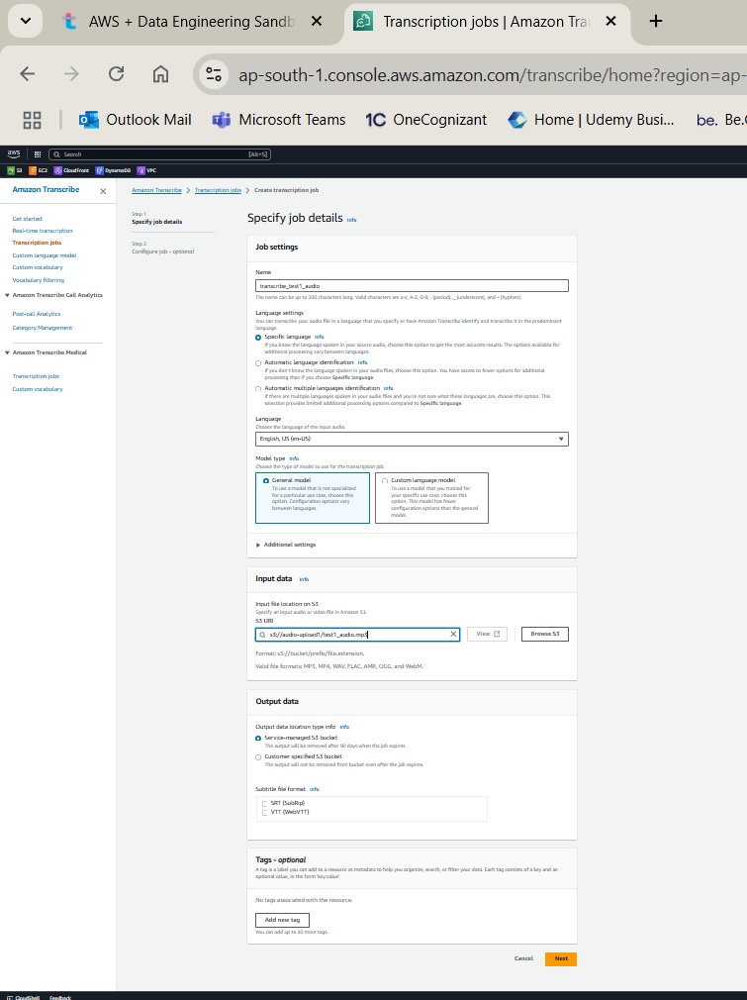 AWS + Data Engineering Sandb
Transcription jobs | Amazon Tra
ap-south-1.console.aws.amazon.com/transcribe/home?region=ap-
Outlook Mail
Microsoft Teams
1C OneCognizant
Home | Udemy Busi...
be. Be.
aws
Search
[Alt+S]
S3
EC2
CloudFront
DynamoDB
VPC
Amazon Transcribe
Get started
Real-time transcription
Transcription jobs
Custom language model
Custom vocabulary
Vocabulary filtering
Amazon Transcribe Call Analytics
Post-call Analytics
Category Management
Amazon Transcribe Medical
Transcription jobs
Custom vocabulary
Amazon Transcribe > Transcription jobs > Create transcription job
Step 1
Specify job details
Step 2
Configure job - optional
Specify job details Info
Job settings
Name
transcribe_test1_audio
The name can be up to 200 characters long. Valid characters are a-z, A-Z, 0-9, . (period), _ (underscore), and - (hyphen).
Language settings
You can transcribe your audio file in a language that you specify or have Amazon Transcribe identify and transcribe it in the predominant
language.
Specific language Info
If you know the language spoken in your source audio, choose this option to get the most accurate results. The options available for
additional processing vary between languages.
Automatic language identification Info
If you don't know the language spoken in your audio files, choose this option. You have access to fewer options for additional
processing than if you choose Specific language.
Automatic multiple languages identification Info
If there are multiple languages spoken in your audio files and you're not sure what these languages are, choose this option. This
selection provides limited additional processing options compared to Specific language.
Language
Choose the language of the input audio.
English, US (en-US)
Model type Info
Choose the type of model to use for the transcription job.
General model
To use a model that is not specialized
for a particular use case, choose this
option. Configuration options vary
between languages.
Custom language model
To use a model that you trained for
your specific use case, choose this
option. This model has fewer
configuration options than the general
model.
Additional settings
Input data Info
Input file location on S3
Specify an input audio or video file in Amazon S3.
S3 URI
s3://audio-upload1/test1_audio.mp3
View
Browse S3
Format: s3://bucket/prefix/file.extension.
Valid file formats: MP3, MP4, WAV, FLAC, AMR, OGG, and WebM.
Output data
Output data location type info Info
Service-managed S3 bucket
The output will be removed after 90 days when the job expires.
Customer specified S3 bucket
The output will not be removed from bucket even after the job expires.
Subtitle file format Info
SRT (SubRip)
VTT (WebVTT)
Tags - optional
A tag is a label you can add to a resource as metadata to help you organize, search, or filter your data. Each tag consists of a key and an
optional value, in the form 'key:value'.
No tags associated with the resource.
Add new tag
You can add up to 50 more tags.
Cancel
Next
CloudShell
Feedback